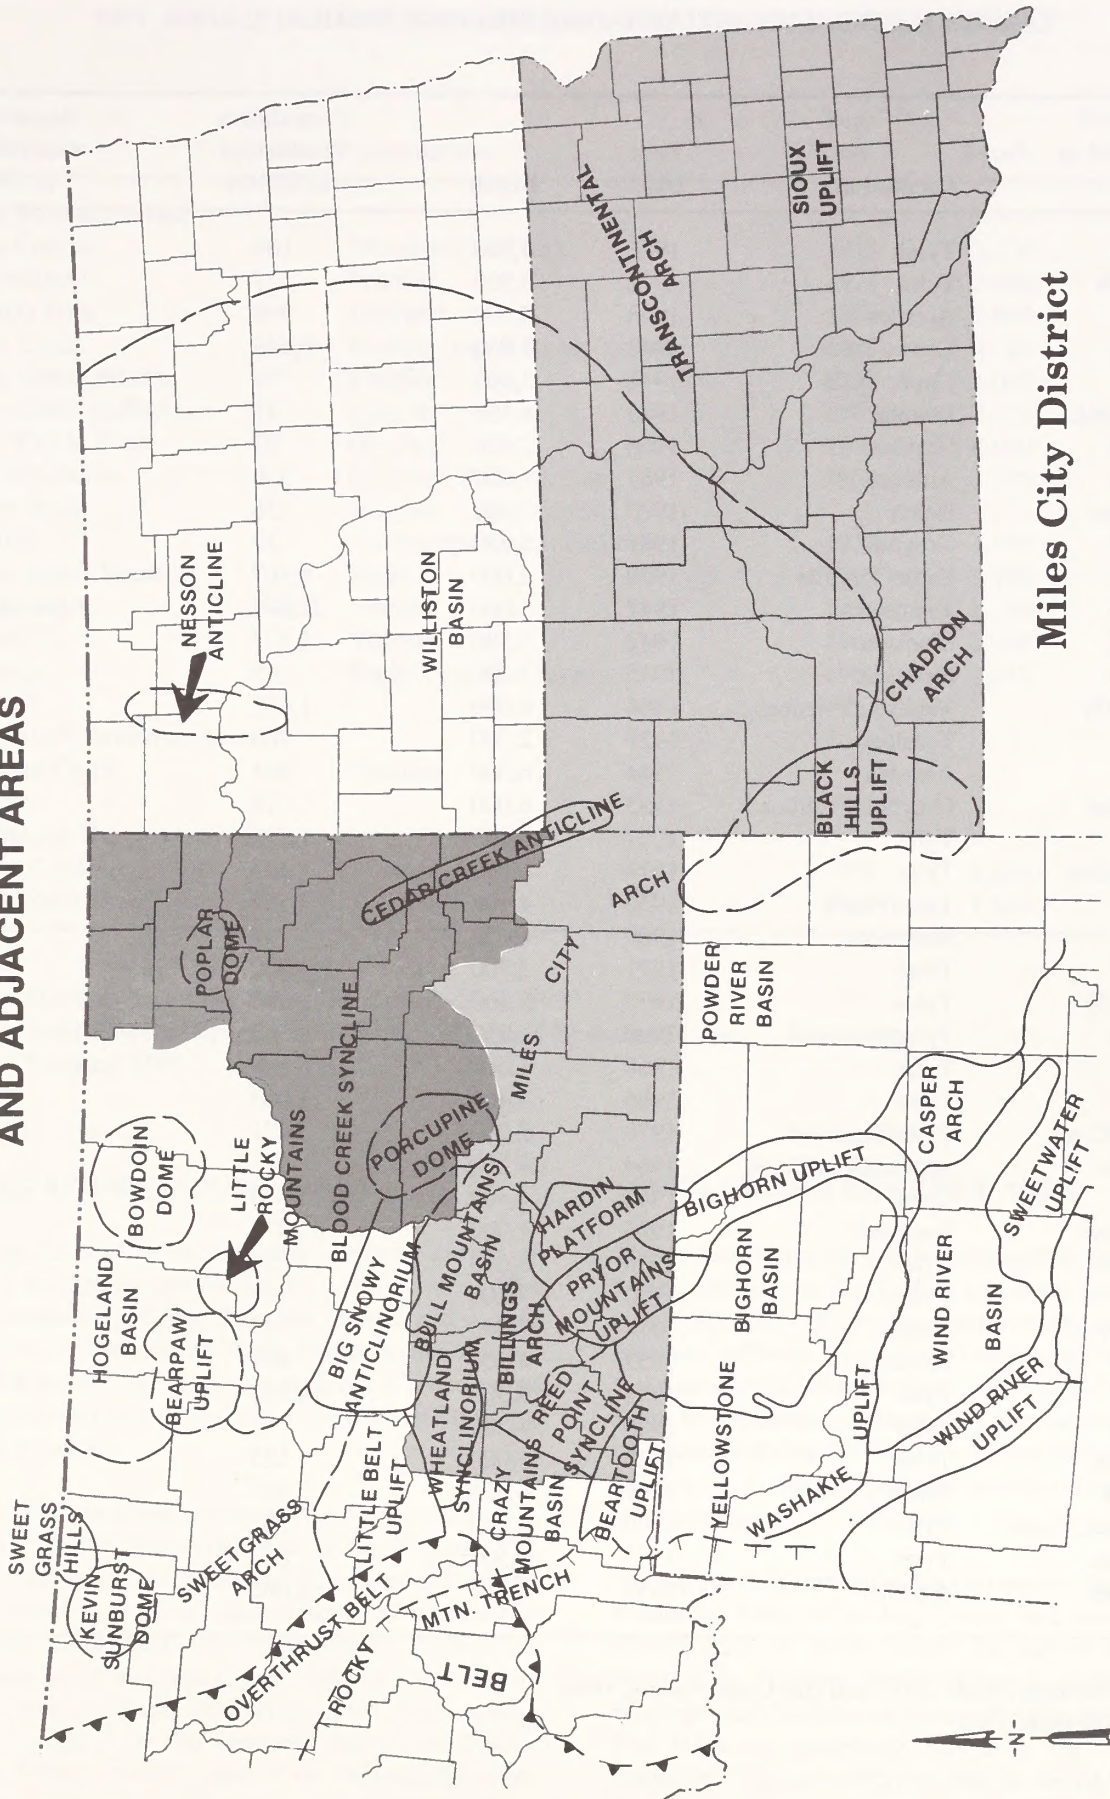 AND ADJACENT AREAS
SWEET
GRASS
HILLS
KEVIN
SUNBURST
DOME
SWEETGRASS
ARCH
OVERTHRUST BELT
ROCKY
MTN. TRENCH
BELT
HOGELAND
BASIN
BEARPAW
UPLIFT
BOWDOIN
DOME
LITTLE
ROCKY
MOUNTAINS
LITTLE BELT
UPLIFT
BIG SNOWY
ANTICLINORIUM
BLOOD CREEK SYNCLINE
POPLAR
DOME
PORCUPINE
DOME
CEDAR CREEK ANTICLINE
WHEATLAND
SYNCLINORIUM
BULL MOUNTAINS
BASIN
CRAZY
MOUNTAINS
BASIN
BILLINGS
ARCH
REED
POINT
SYNCLINE
BEARTOOTH
UPLIFT
HARDIN
PLATFORM
PRYOR
MOUNTAINS
UPLIFT
MILES
CITY
ARCH
NESSON
ANTICLINE
WILLISTON
BASIN
TRANSCONTINENTAL
ARCH
SIOUX
UPLIFT
BLACK
HILLS
UPLIFT
CHADRON
ARCH
POWDER
RIVER
BASIN
BIGHORN UPLIFT
BIGHORN
BASIN
YELLOWSTONE
WASHAKIE
UPLIFT
WIND RIVER
BASIN
WIND RIVER
UPLIFT
CASPER
ARCH
SWEETWATER
UPLIFT
N
Miles City District